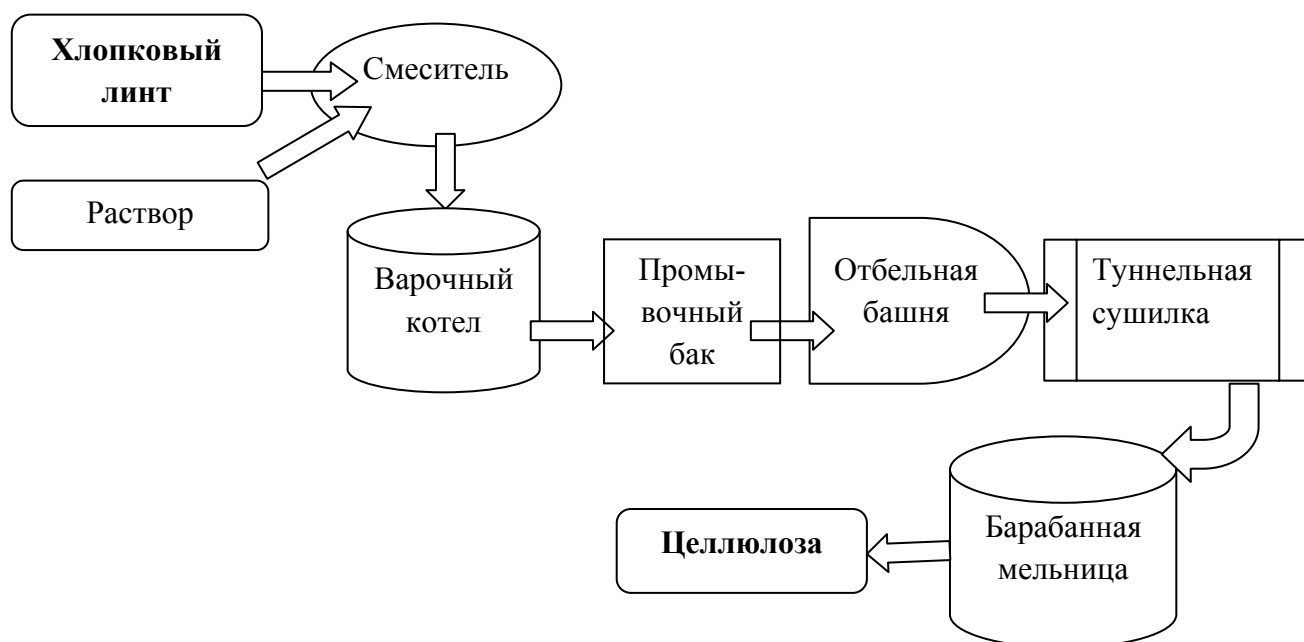 Хлопковый
линт
Смеситель
Раствор
Варочный
котел
Промы-
вочный
бак
Отбельная
башня
Туннельная
сушилка
Барабанная
мельница
Целлюлоза